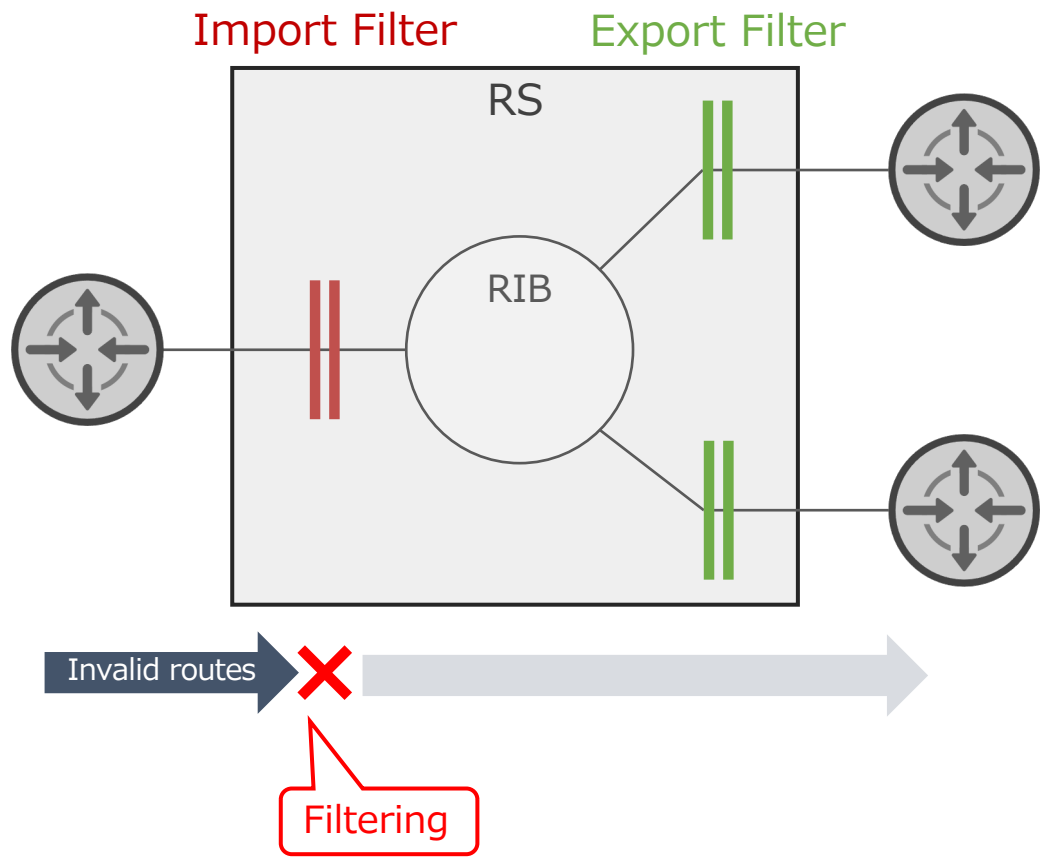 Import Filter
Export Filter
RS
RIB
Invalid routes
Filtering